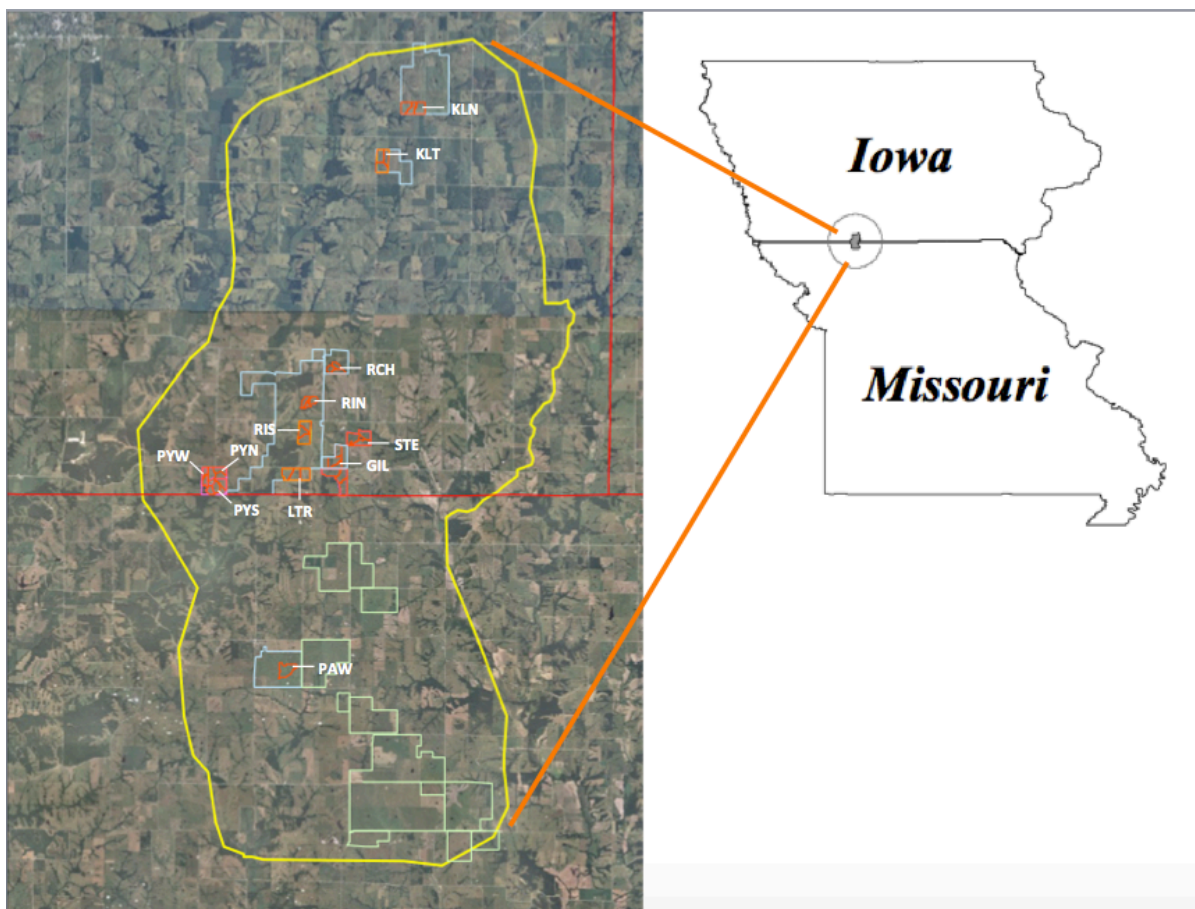 KLN
KLT
RCH
RIN
RIS
STE
PYW
PYN
GIL
PYS
LTR
PAW
Iowa
Missouri